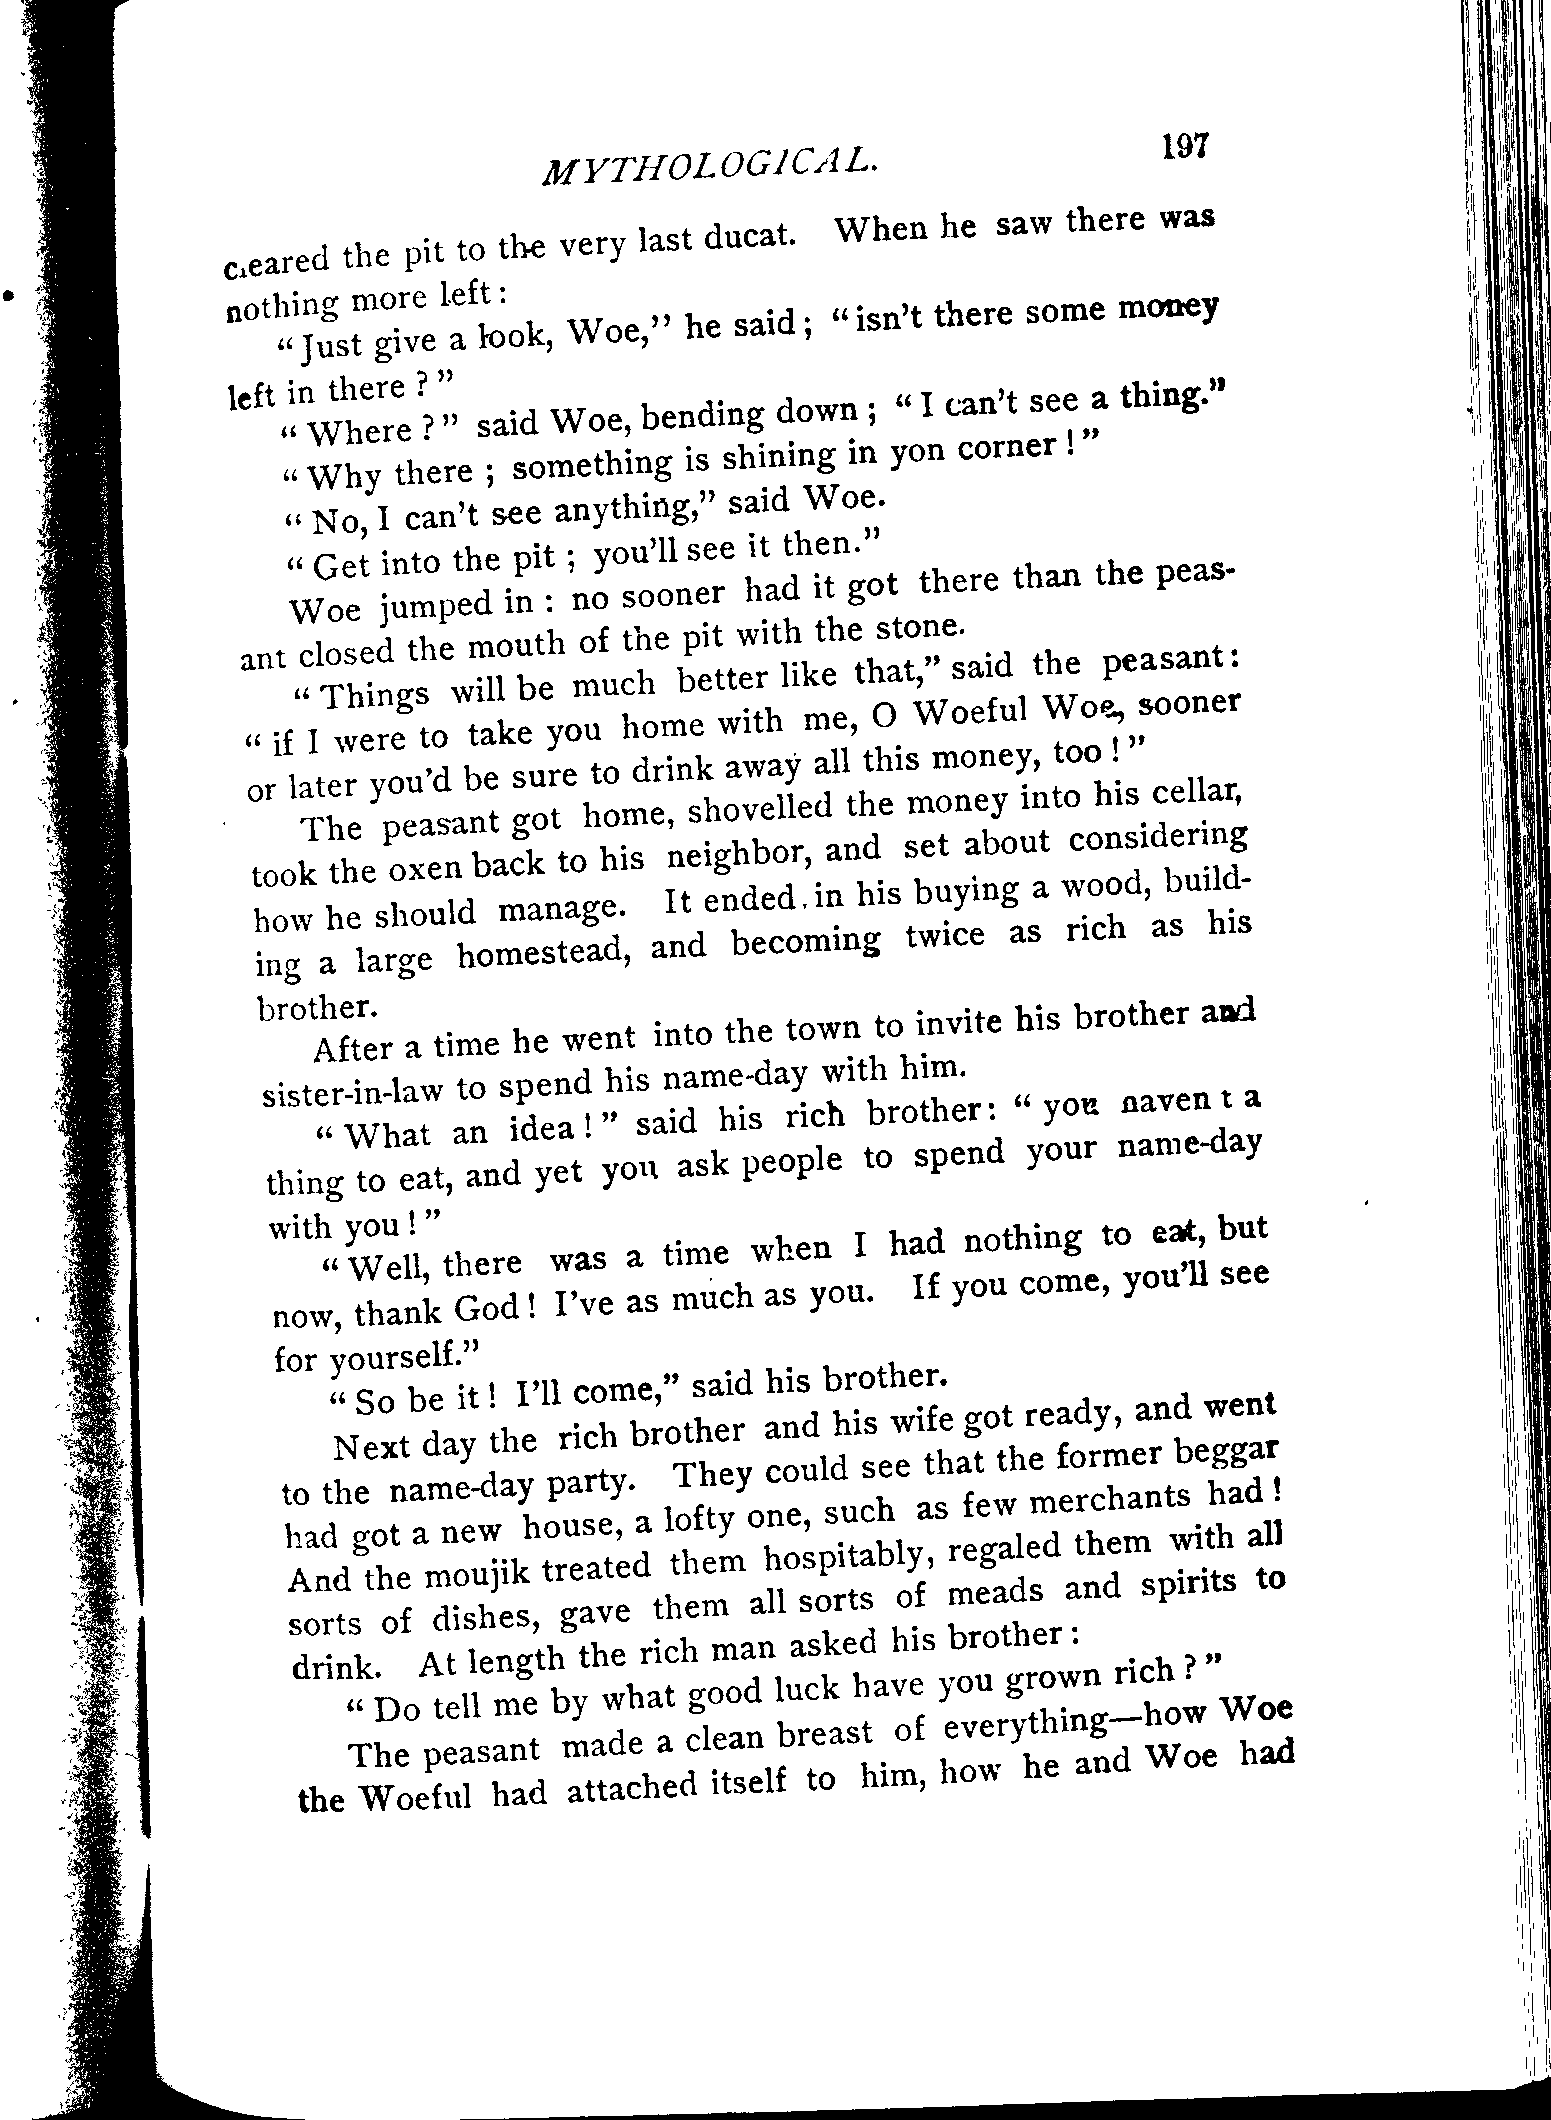 MYTHOLOGICAL. 197
cleared the pit to the very last ducat. When he saw there was
nothing more left:
"Just give a look, Woe," he said; "isn't there some money
left in there?"
"Where?" said Woe, bending down; "I can't see a thing."
"Why there; something is shining in yon corner!"
"No, I can't see anything," said Woe.
"Get into the pit; you'll see it then."
Woe jumped in: no sooner had it got there than the peas-
ant closed the mouth of the pit with the stone.
"Things will be much better like that," said the peasant:
"if I were to take you home with me, O Woeful Woe, sooner
or later you'd be sure to drink away all this money, too!"
The peasant got home, shovelled the money into his cellar,
took the oxen back to his neighbor, and set about considering
how he should manage. It ended in his buying a wood, build-
ing a large homestead, and becoming twice as rich as his
brother.
After a time he went into the town to invite his brother and
sister-in-law to spend his name-day with him.
"What an idea!" said his rich brother: "you haven't a
thing to eat, and yet you ask people to spend your name-day
with you!"
"Well, there was a time when I had nothing to eat, but
now, thank God! I've as much as you. If you come, you'll see
for yourself."
"So be it! I'll come," said his brother.
Next day the rich brother and his wife got ready, and went
to the name-day party. They could see that the former beggar
had got a new house, a lofty one, such as few merchants had!
And the moujik treated them hospitably, regaled them with all
sorts of dishes, gave them all sorts of meads and spirits to
drink. At length the rich man asked his brother:
"Do tell me by what good luck have you grown rich?"
The peasant made a clean breast of everything—how Woe
the Woeful had attached itself to him, how he and Woe had